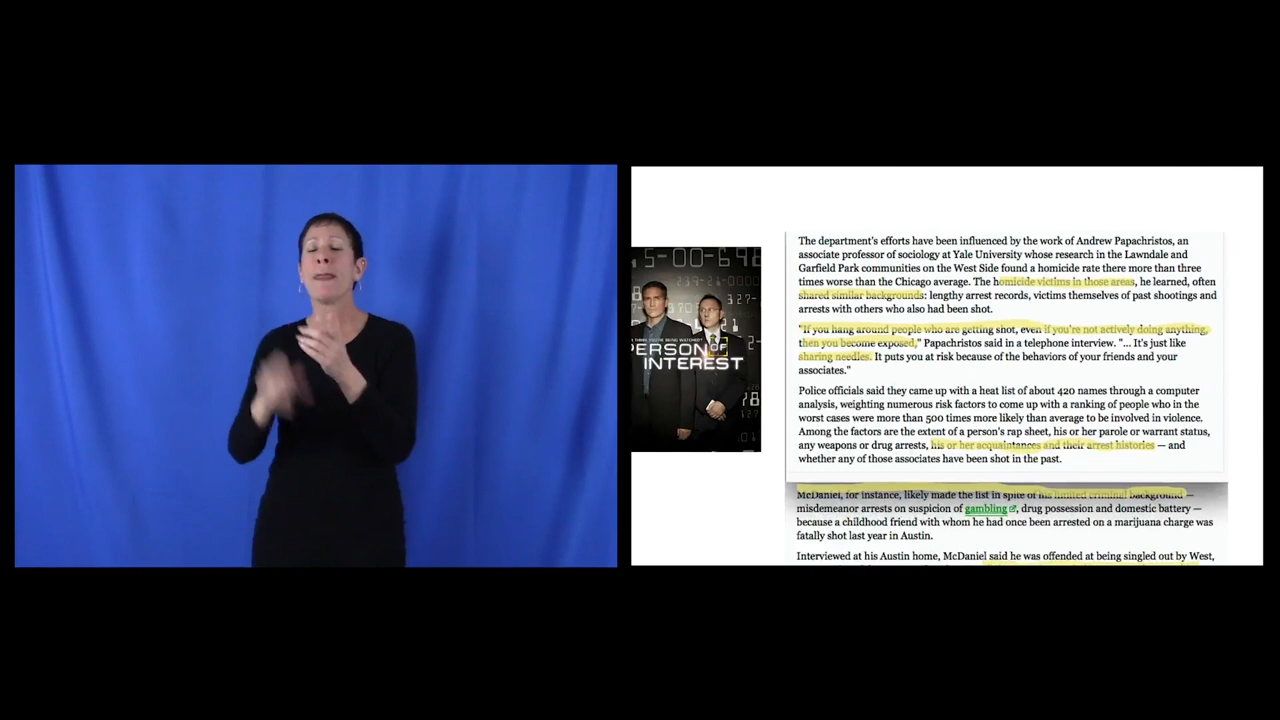 5-00-698
239-21-0000
327-
21
R THINK YOU'RE BEING WATCHED?
PERSON OF
INTEREST
78
The department's efforts have been influenced by the work of Andrew Papachristos, an
associate professor of sociology at Yale University whose research in the Lawndale and
Garfield Park communities on the West Side found a homicide rate there more than three
times worse than the Chicago average. The homicide victims in those areas, he learned, often
shared similar backgrounds: lengthy arrest records, victims themselves of past shootings and
arrests with others who also had been shot.
"If you hang around people who are getting shot, even if you're not actively doing anything,
then you become exposed," Papachristos said in a telephone interview. "... It's just like
sharing needles. It puts you at risk because of the behaviors of your friends and your
associates."
Police officials said they came up with a heat list of about 420 names through a computer
analysis, weighting numerous risk factors to come up with a ranking of people who in the
worst cases were more than 500 times more likely than average to be involved in violence.
Among the factors are the extent of a person's rap sheet, his or her parole or warrant status,
any weapons or drug arrests, his or her acquaintances and their arrest histories — and
whether any of those associates have been shot in the past.
McDaniel, for instance, likely made the list in spite of his limited criminal background —
misdemeanor arrests on suspicion of gambling, drug possession and domestic battery —
because a childhood friend with whom he had once been arrested on a marijuana charge was
fatally shot last year in Austin.
Interviewed at his Austin home, McDaniel said he was offended at being singled out by West,